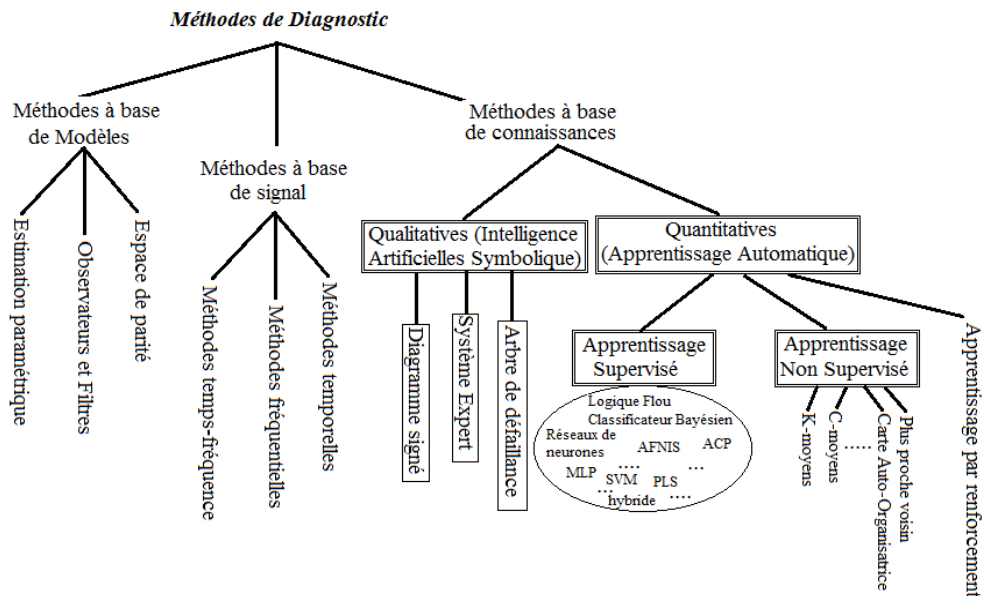 Méthodes de Diagnostic
Méthodes à base
de Modèles
Méthodes à base
de signal
Méthodes à base
de connaissances
Estimation paramétrique
Observateurs et Filtres
Espace de parité
Méthodes temps-fréquence
Méthodes fréquentielles
Méthodes temporelles
Qualitatives (Intelligence
Artificielles Symbolique)
Quantitatives
(Apprentissage Automatique)
Diagramme signé
Système Expert
Arbre de défaillance
Apprentissage
Supervisé
Apprentissage
Non Supervisé
Apprentissage par renforcement
Logique Flou
Classificateur Bayésien
Réseaux de
neurones
AFNIS
ACP
....
...
MLP
SVM
PLS
...
....
hybride
K-moyens
C-moyens
.....
Carte Auto-Organisatrice
Plus proche voisin